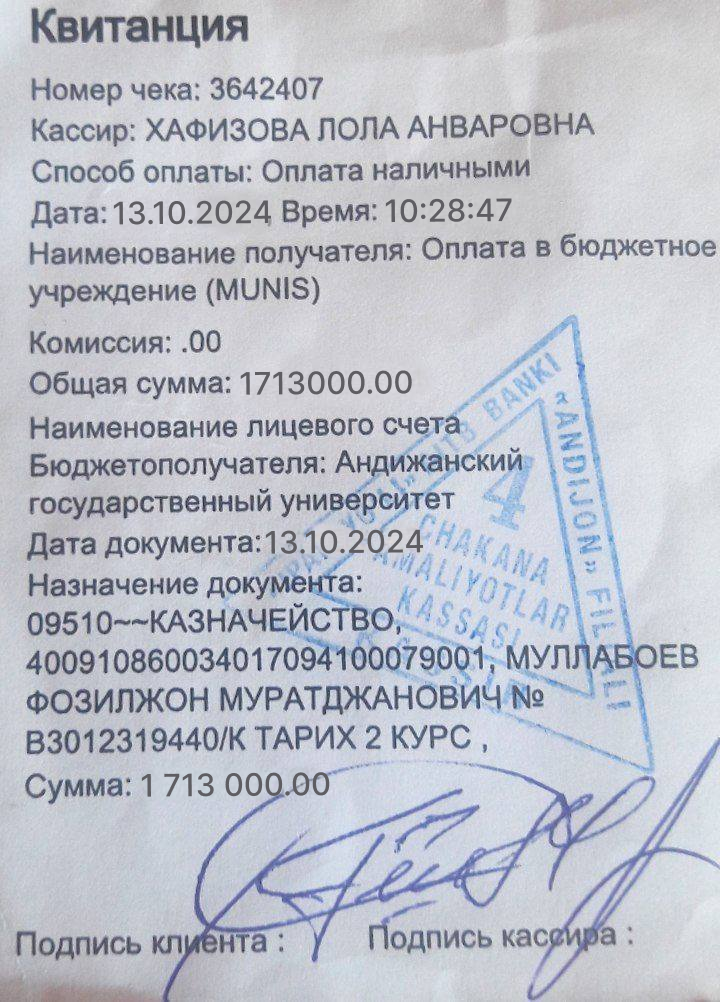 Квитанция
Номер чека: 3642407
Кассир: ХАФИЗОВА ЛОЛА АНВАРОВНА
Способ оплаты: Оплата наличными
Дата: 13.10.2024 Время: 10:28:47
Наименование получателя: Оплата в бюджетное
учреждение (MUNIS)
Комиссия: .00
Общая сумма: 1713000.00
Наименование лицевого счета
Бюджетополучателя: Андижанский
государственный университет
Дата документа:13.10.2024
Назначение документа:
09510~~КАЗНАЧЕЙСТВО,
400910860034017094100079001, МУЛЛАБОЕВ
ФОЗИЛЖОН МУРАТДЖАНОВИЧ №
В3012319440/К ТАРИХ 2 КУРС ,
Сумма: 1 713 000.00
Подпись клиента :
Подпись кассира :
BANKI
«ANDIJON» FILIALI
4
CHAKANA
AMALIYOTLAR
KASSASI